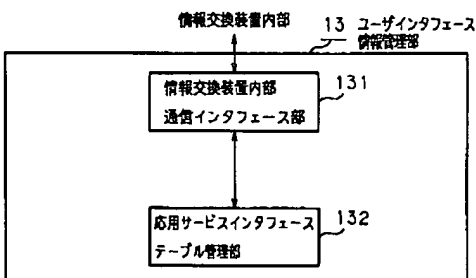 情報交換装置内部
13 ユーザインタフェース
情報管理部
情報交換装置内部
通信インタフェース部
131
応用サービスインタフェース
テーブル管理部
132